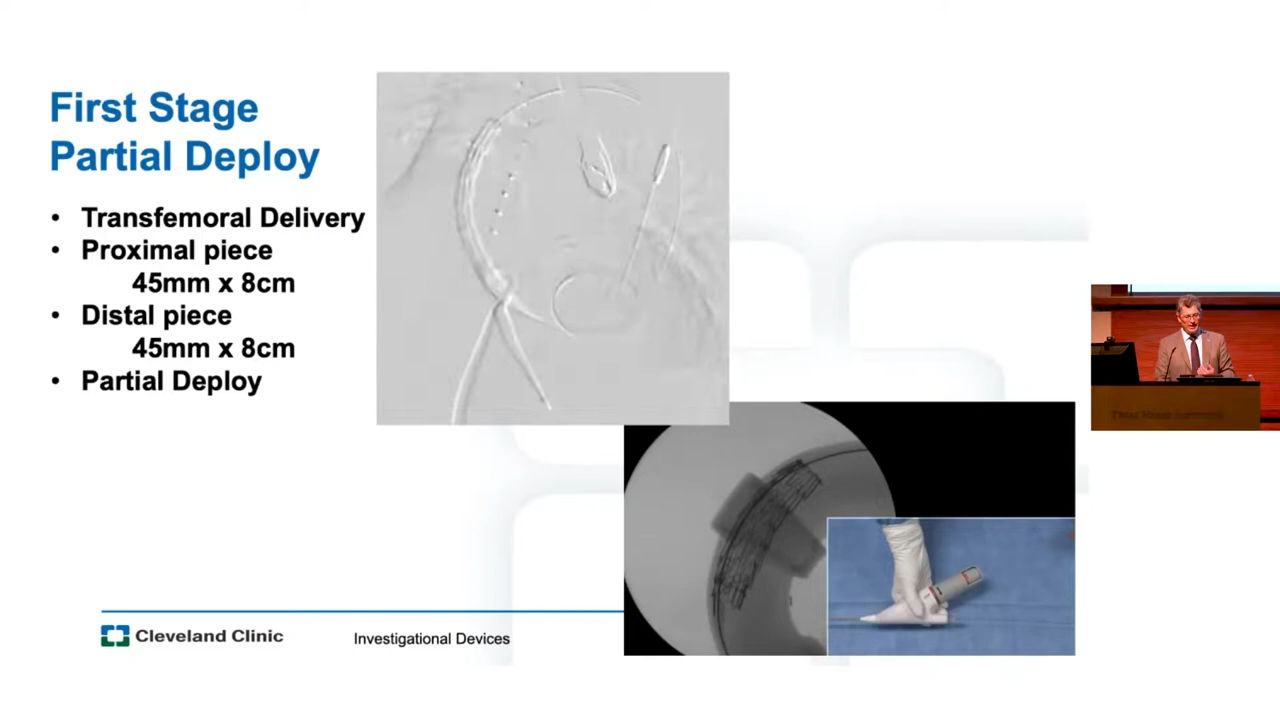 First Stage
Partial Deploy
• Transfemoral Delivery
• Proximal piece
45mm x 8cm
• Distal piece
45mm x 8cm
• Partial Deploy
Cleveland Clinic
Investigational Devices